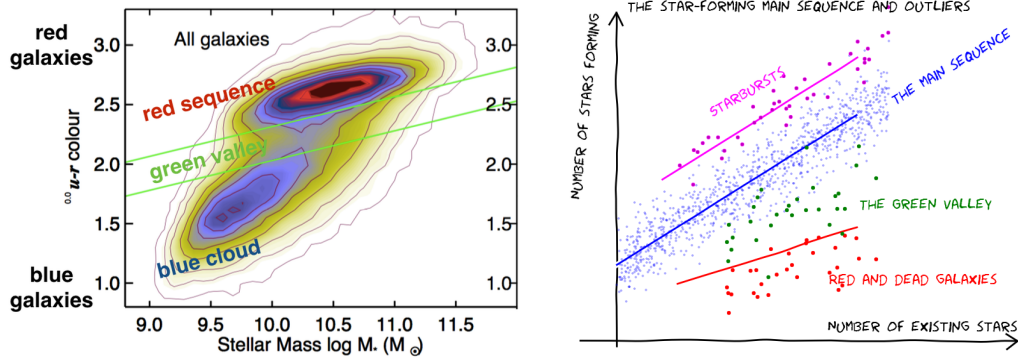 red
galaxies
blue
galaxies
0.0 u-r colour
3.0
2.5
2.0
1.5
1.0
All galaxies
red sequence
green valley
blue cloud
3.0
2.5
2.0
1.5
1.0
9.0 9.5 10.0 10.5 11.0 11.5
Stellar Mass log M* (M⊙)
THE STAR-FORMING MAIN SEQUENCE AND OUTLIERS
NUMBER OF STARS FORMING
STARBURSTS
THE MAIN SEQUENCE
THE GREEN VALLEY
RED AND DEAD GALAXIES
NUMBER OF EXISTING STARS